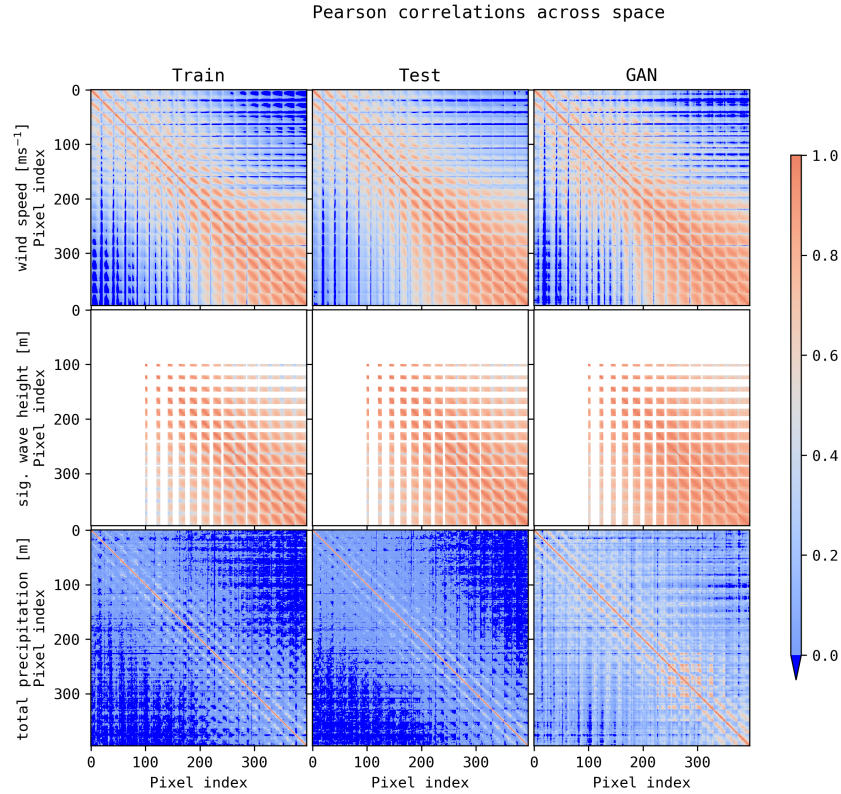 Pearson correlations across space
Train Test GAN
wind speed [ms⁻¹]
Pixel index
0
100
200
300
sig. wave height [m]
Pixel index
0
100
200
300
total precipitation [m]
Pixel index
0
100
200
300
0 100 200 300
0 100 200 300
0 100 200 300
Pixel index Pixel index Pixel index
1.0
0.8
0.6
0.4
0.2
0.0